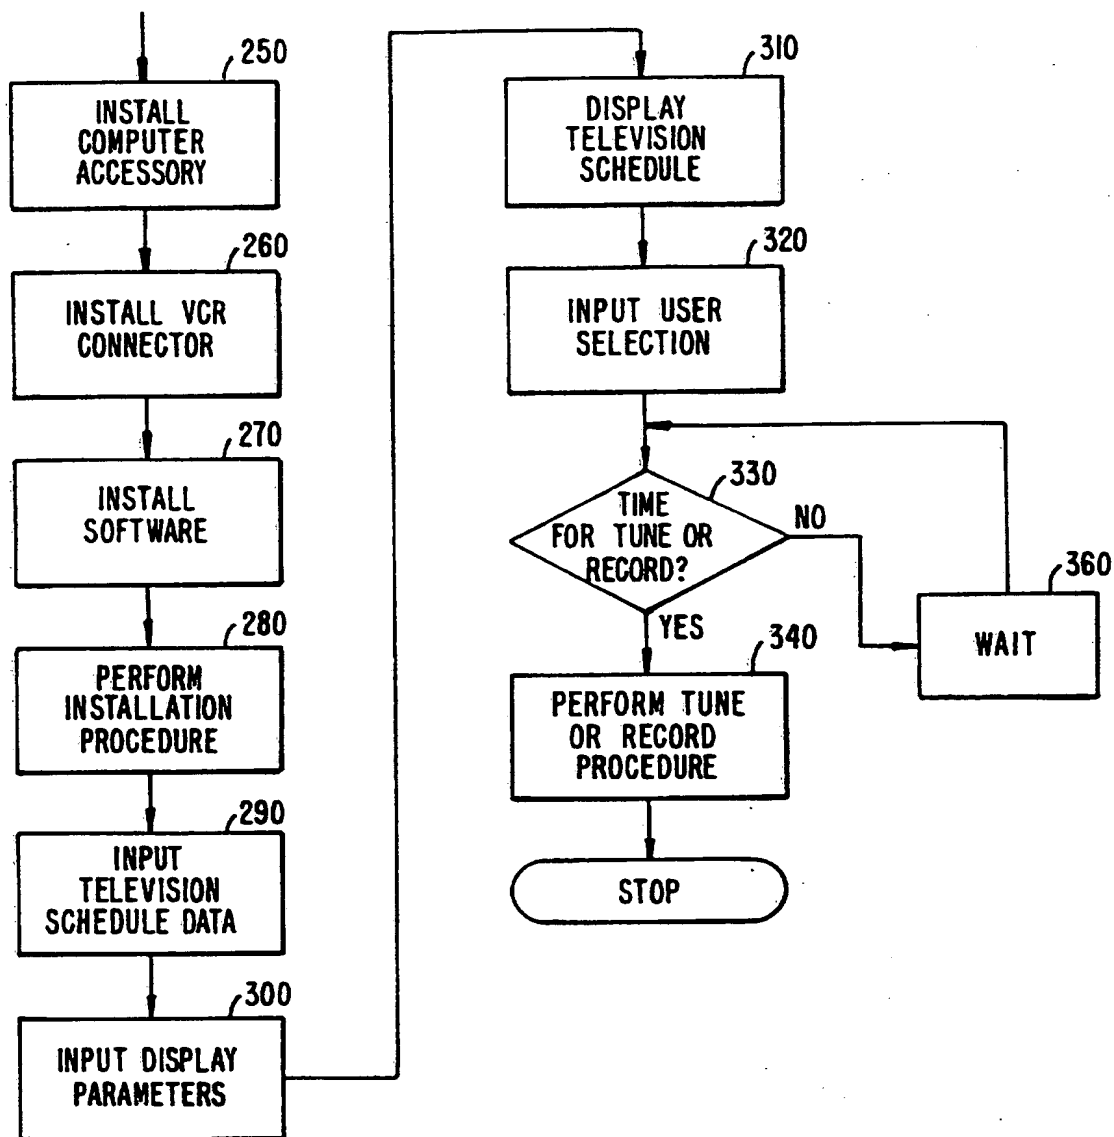 250
INSTALL
COMPUTER
ACCESSORY
260
INSTALL VCR
CONNECTOR
270
INSTALL
SOFTWARE
280
PERFORM
INSTALLATION
PROCEDURE
290
INPUT
TELEVISION
SCHEDULE DATA
300
INPUT DISPLAY
PARAMETERS
310
DISPLAY
TELEVISION
SCHEDULE
320
INPUT USER
SELECTION
330
TIME
FOR TUNE OR
RECORD?
NO
YES
360
WAIT
340
PERFORM TUNE
OR RECORD
PROCEDURE
STOP